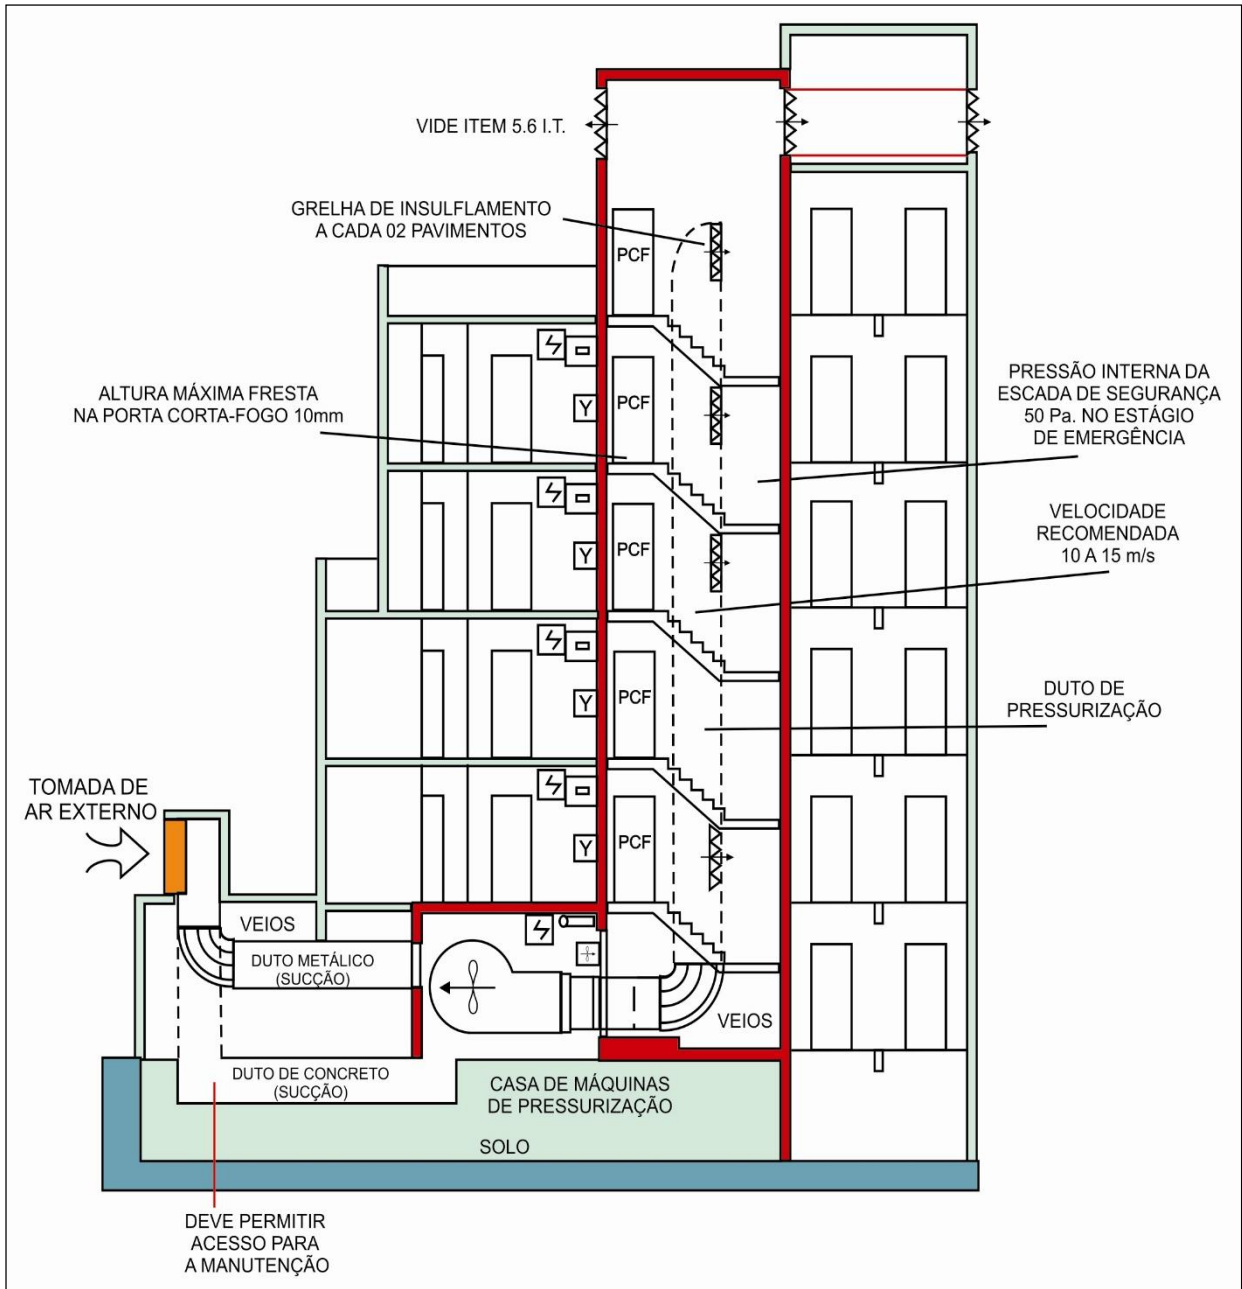 VIDE ITEM 5.6 I.T.
GRELHA DE INSULFLAMENTO
A CADA 02 PAVIMENTOS
PCF
ALTURA MÁXIMA FRESTA
NA PORTA CORTA-FOGO 10mm
PCF
Y
PRESSÃO INTERNA DA
ESCADA DE SEGURANÇA
50 Pa. NO ESTÁGIO
DE EMERGÊNCIA
PCF
Y
VELOCIDADE
RECOMENDADA
10 A 15 m/s
PCF
Y
DUTO DE
PRESSURIZAÇÃO
TOMADA DE
AR EXTERNO
PCF
Y
VEIOS
DUTO METÁLICO
(SUCÇÃO)
VEIOS
DUTO DE CONCRETO
(SUCÇÃO)
CASA DE MÁQUINAS
DE PRESSURIZAÇÃO
SOLO
DEVE PERMITIR
ACESSO PARA
A MANUTENÇÃO